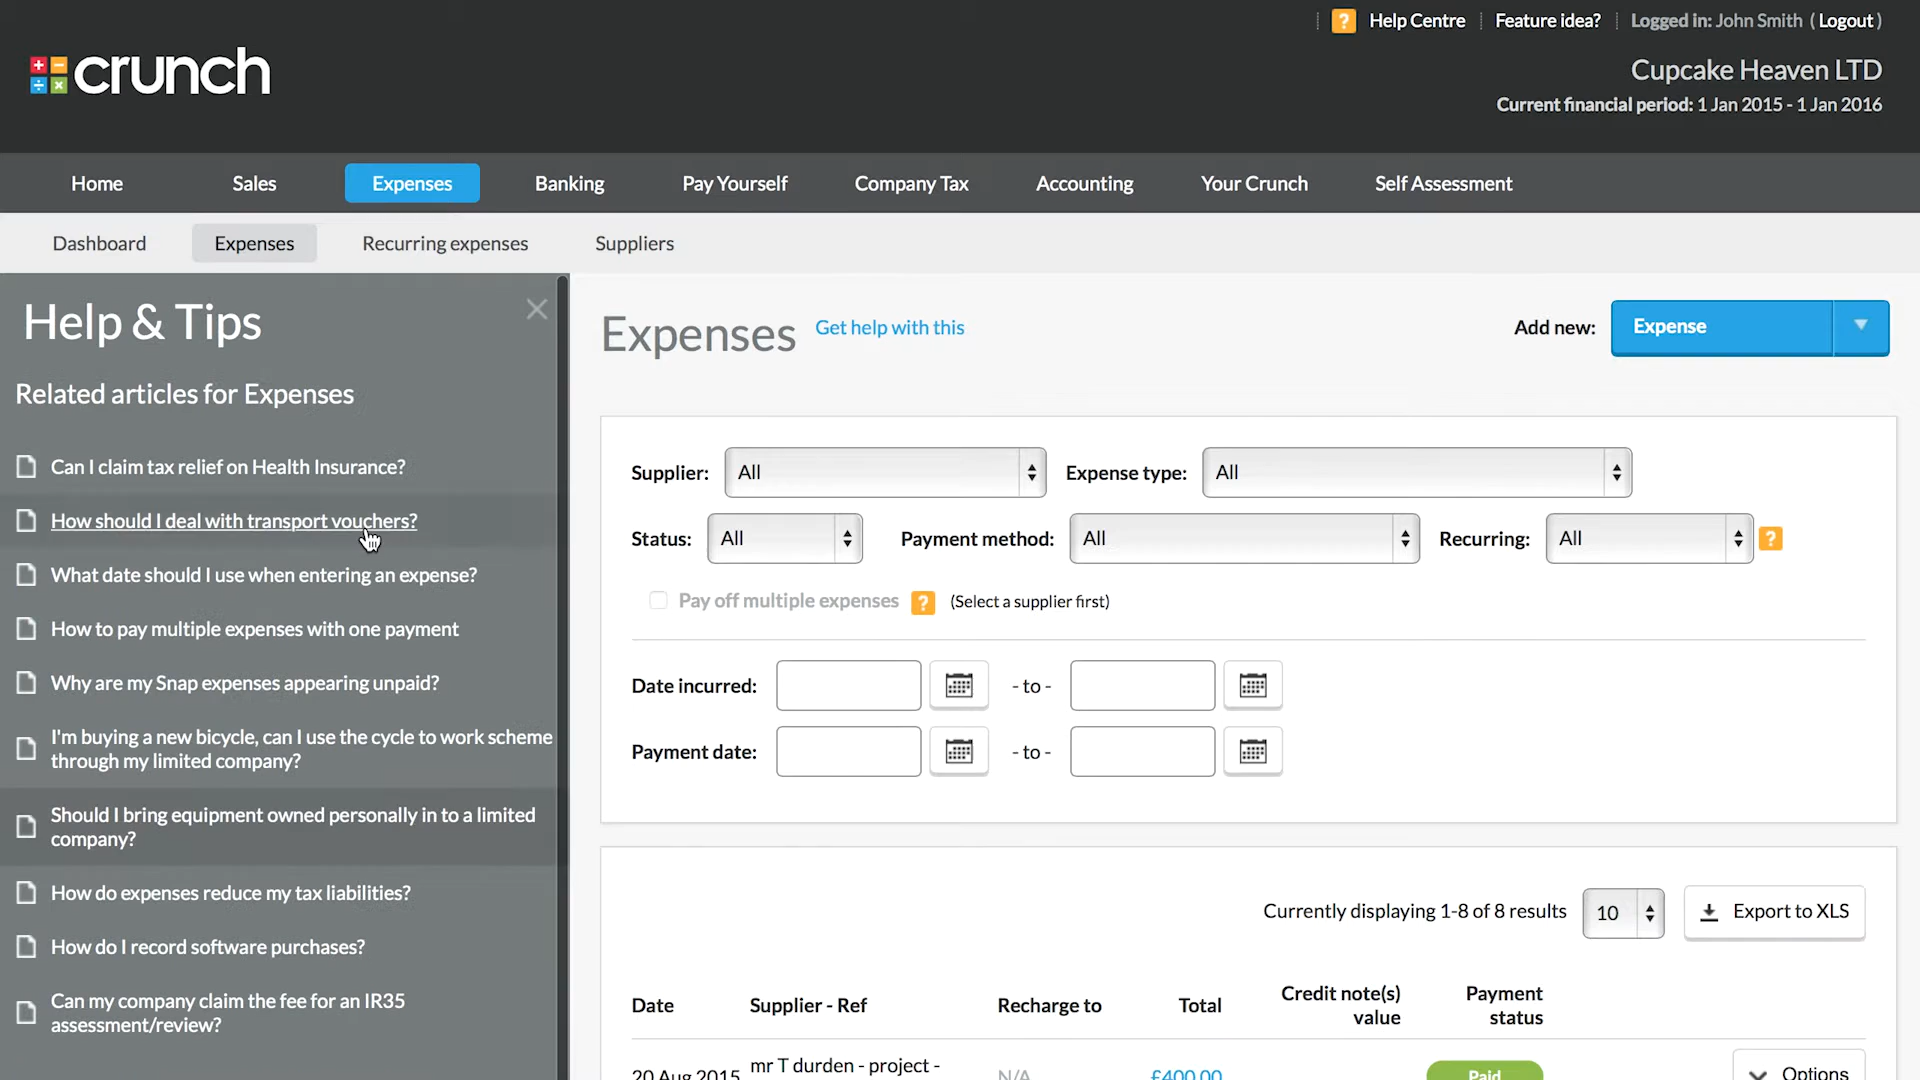 ? Help Centre Feature idea? Logged in: John Smith ( Logout )
crunch
Cupcake Heaven LTD
Current financial period: 1 Jan 2015 - 1 Jan 2016
Home Sales Expenses Banking Pay Yourself Company Tax Accounting Your Crunch Self Assessment
Dashboard Expenses Recurring expenses Suppliers
Help & Tips
Related articles for Expenses
Can I claim tax relief on Health Insurance?
How should I deal with transport vouchers?
What date should I use when entering an expense?
How to pay multiple expenses with one payment
Why are my Snap expenses appearing unpaid?
I'm buying a new bicycle, can I use the cycle to work scheme
through my limited company?
Should I bring equipment owned personally in to a limited
company?
How do expenses reduce my tax liabilities?
How do I record software purchases?
Can my company claim the fee for an IR35
assessment/review?
Expenses Get help with this
Add new: Expense
Supplier: All Expense type: All
Status: All Payment method: All Recurring: All ?
Pay off multiple expenses ? (Select a supplier first)
Date incurred: - to -
Payment date: - to -
Currently displaying 1-8 of 8 results 10 Export to XLS
Date Supplier - Ref Recharge to Total Credit note(s) value Payment status
20 Aug 2015 mr T durden - project - N/A £400.00 Paid Options